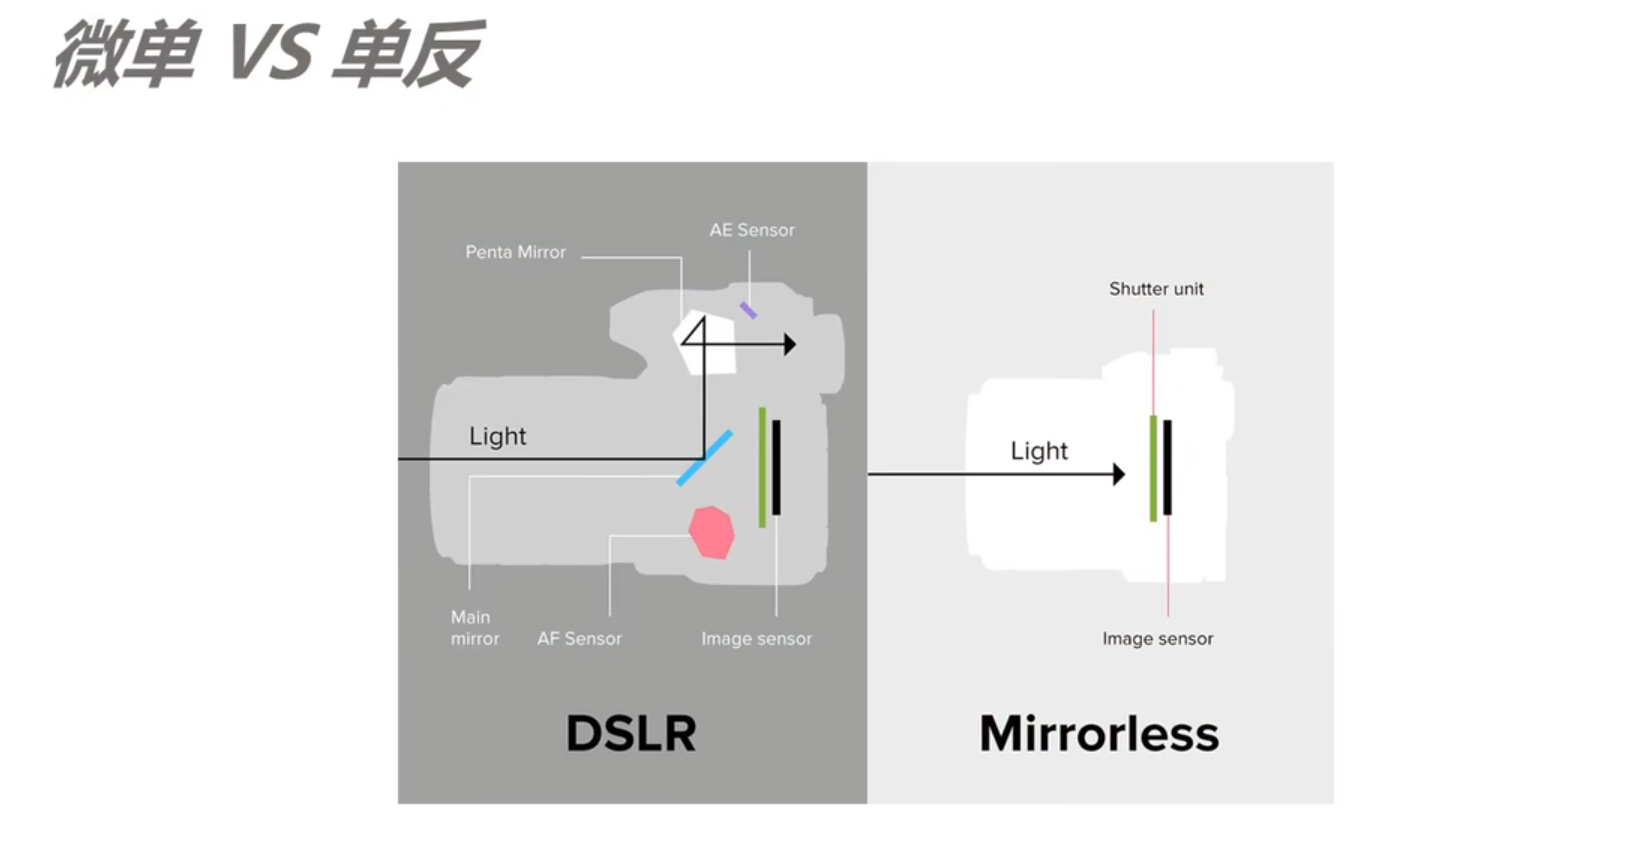 微单 VS 单反
AE Sensor
Penta Mirror
Light
Main
mirror
AF Sensor
Image sensor
DSLR
Shutter unit
Light
Image sensor
Mirrorless